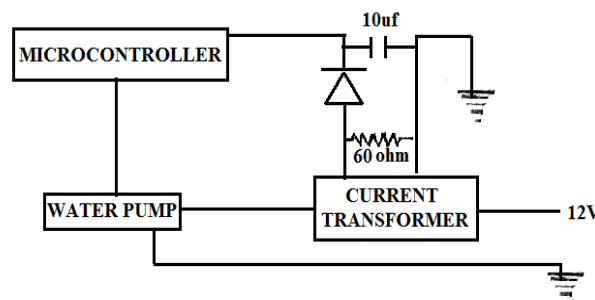 10uf
MICROCONTROLLER
60 ohm
CURRENT
TRANSFORMER
WATER PUMP
12V